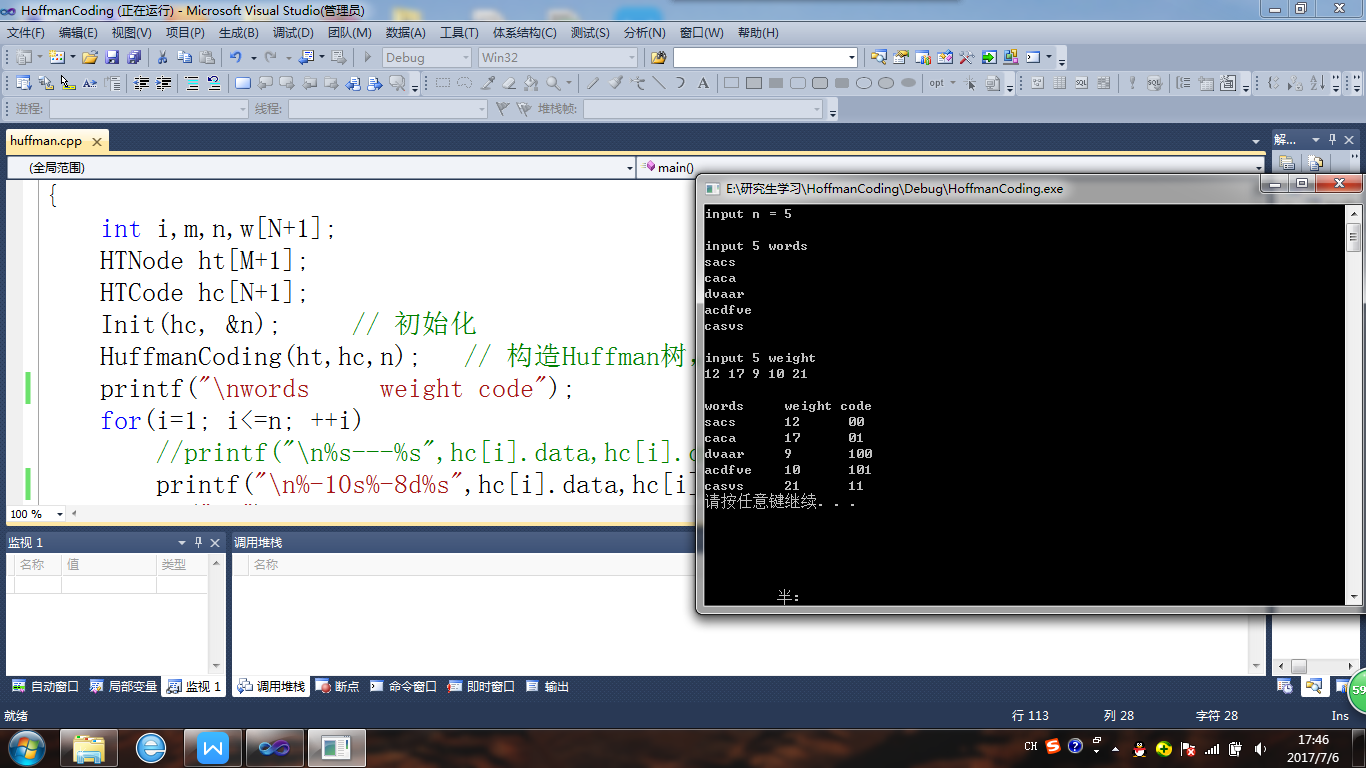 HoffmanCoding (正在运行) - Microsoft Visual Studio(管理员)
文件(F) 编辑(E) 视图(V) 项目(P) 生成(B) 调试(D) 团队(M) 数据(A) 工具(T) 体系结构(C) 测试(S) 分析(N) 窗口(W) 帮助(H)
Debug Win32
opt
进程: 线程: 堆栈帧:
huffman.cpp
解...
(全局范围) main()
{
int i,m,n,w[N+1];
HTNode ht[M+1];
HTCode hc[N+1];
Init(hc, &n); // 初始化
HuffmanCoding(ht,hc,n); // 构造Huffman树,
printf("\nwords     weight code");
for(i=1; i<=n; ++i)
//printf("\n%s---%s",hc[i].data,hc[i].
printf("\n%-10s%-8d%s",hc[i].data,hc[i
100 %
E:\研究生学习\HoffmanCoding\Debug\HoffmanCoding.exe
input n = 5
input 5 words
sacs
caca
dvaar
acdfve
casvs
input 5 weight
12 17 9 10 21
words     weight code
sacs      12      00
caca      17      01
dvaar     9       100
acdfve    10      101
casvs     21      11
请按任意键继续. . .
半:
监视 1
名称 值 类型
调用堆栈
名称
自动窗口 局部变量 监视 1 调用堆栈 断点 命令窗口 即时窗口 输出
59
就绪 行 113 列 28 字符 28 Ins
CH
17:46
2017/7/6